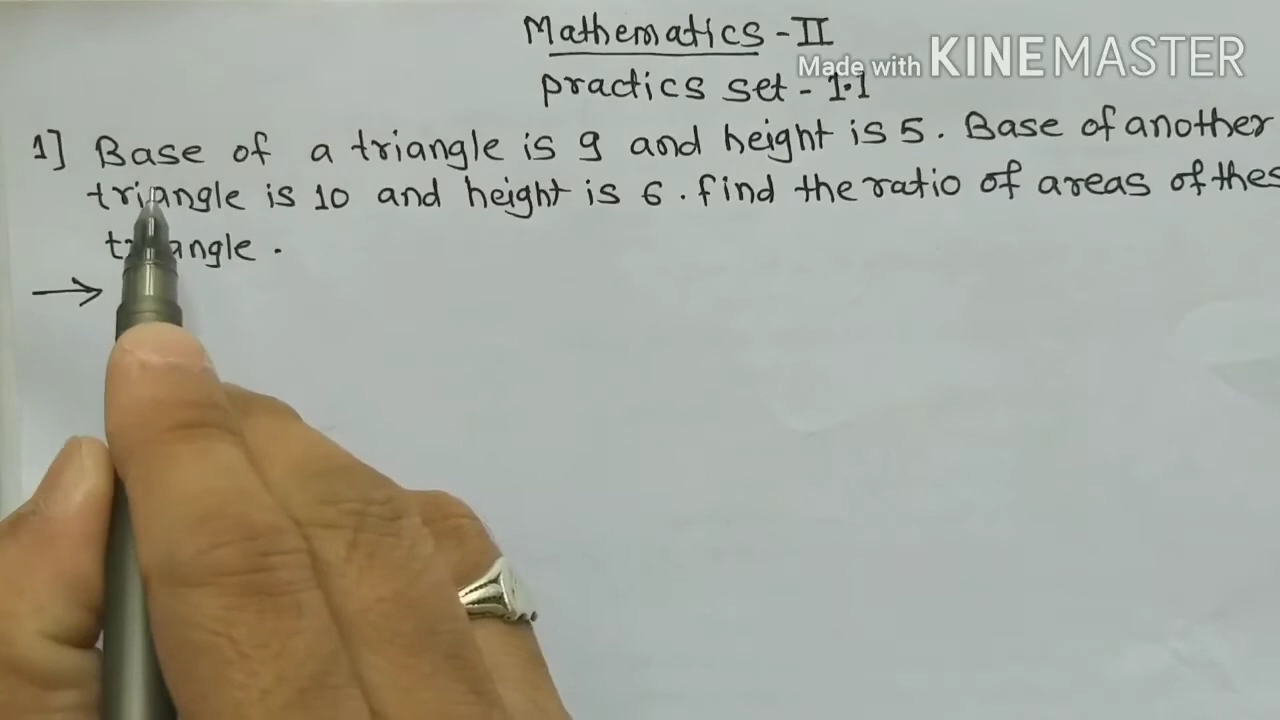 Mathematics - II
Made with KINEMASTER
practics set - 1.1
1] Base of a triangle is 9 and height is 5. Base of another
triangle is 10 and height is 6. find the ratio of areas of thes
triangle.